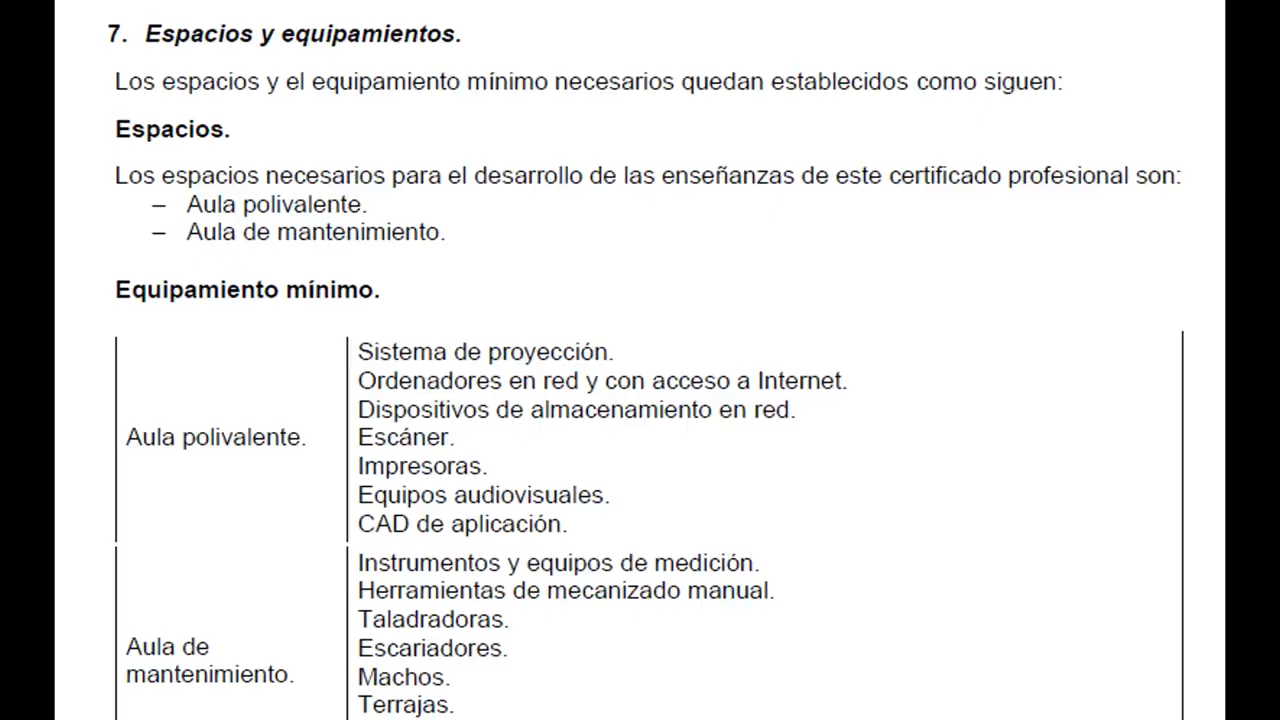 7. Espacios y equipamientos.
Los espacios y el equipamiento mínimo necesarios quedan establecidos como siguen:
Espacios.
Los espacios necesarios para el desarrollo de las enseñanzas de este certificado profesional son:
– Aula polivalente.
– Aula de mantenimiento.
Equipamiento mínimo.
Aula polivalente.
Sistema de proyección.
Ordenadores en red y con acceso a Internet.
Dispositivos de almacenamiento en red.
Escáner.
Impresoras.
Equipos audiovisuales.
CAD de aplicación.
Aula de
mantenimiento.
Instrumentos y equipos de medición.
Herramientas de mecanizado manual.
Taladradoras.
Escariadores.
Machos.
Terrajas.